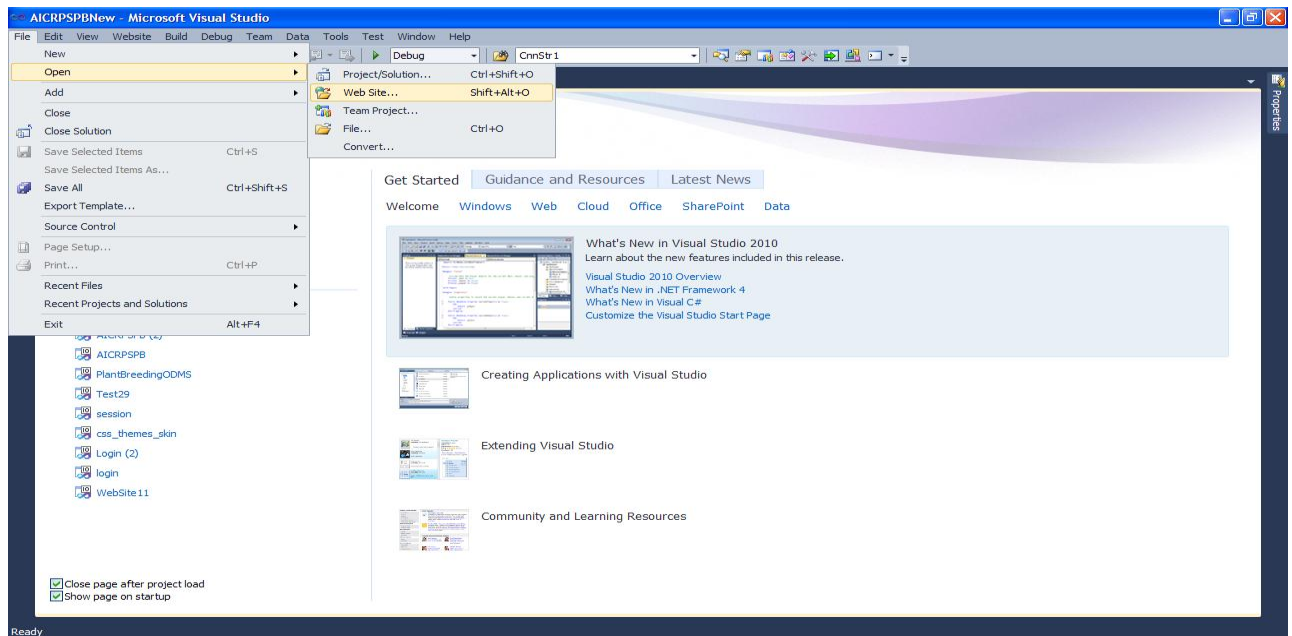 AICRPSPBNew - Microsoft Visual Studio
File Edit View Website Build Debug Team Data Tools Test Window Help
Debug
CnnStr1
New
Open
Add
Close
Close Solution
Save Selected Items Ctrl+S
Save Selected Items As...
Save All Ctrl+Shift+S
Export Template...
Source Control
Page Setup...
Print... Ctrl+P
Recent Files
Recent Projects and Solutions
Exit Alt+F4
Project/Solution... Ctrl+Shift+O
Web Site... Shift+Alt+O
Team Project...
File... Ctrl+O
Convert...
Properties
AICRPSPB (2)
AICRPSPB
PlantBreedingODMS
Test29
session
css_themes_skin
Login (2)
login
WebSite11
Close page after project load
Show page on startup
Get Started Guidance and Resources Latest News
Welcome Windows Web Cloud Office SharePoint Data
What's New in Visual Studio 2010
Learn about the new features included in this release.
Visual Studio 2010 Overview
What's New in .NET Framework 4
What's New in Visual C#
Customize the Visual Studio Start Page
Creating Applications with Visual Studio
Extending Visual Studio
Community and Learning Resources
Ready